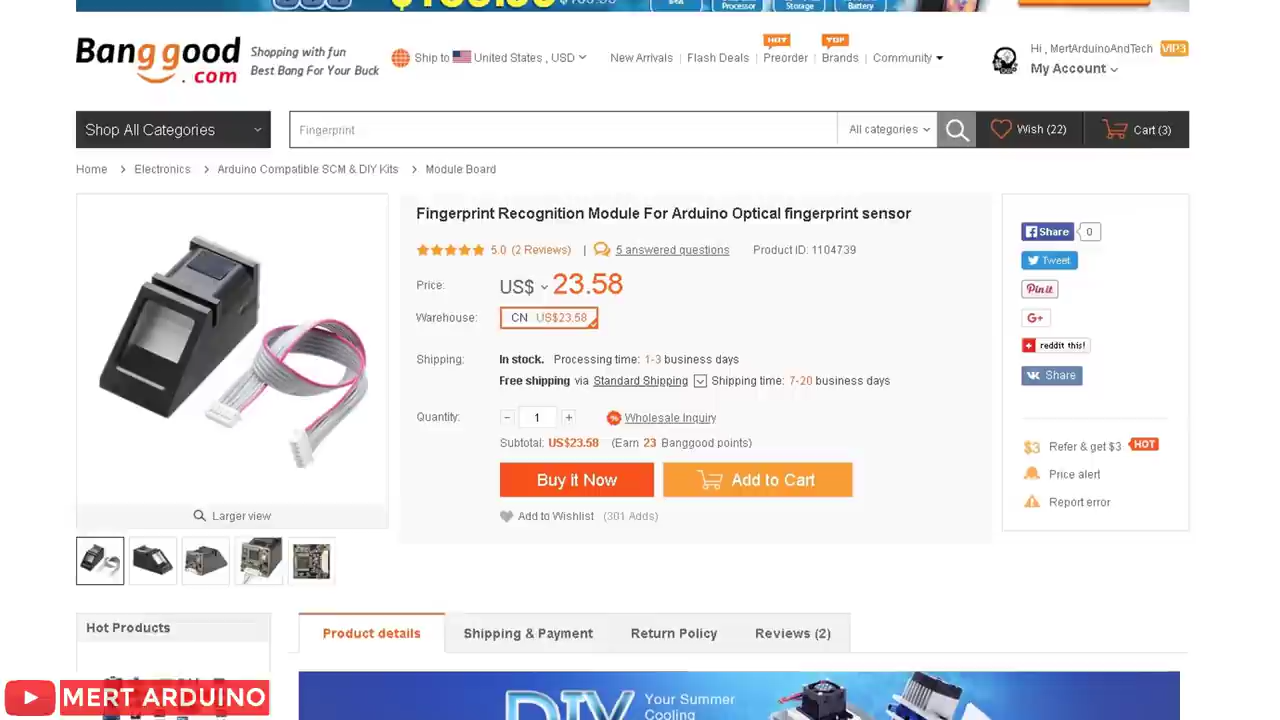 Processor
Storage
Battery
Bang good
.com
Shopping with fun
Best Bang For Your Buck
Ship to United States , USD
New Arrivals
Flash Deals
HOT
Preorder
TOP
Brands
Community
Hi , MertArduinoAndTech VIP3
My Account
Shop All Categories
Fingerprint
All categories
Wish (22)
Cart (3)
Home > Electronics > Arduino Compatible SCM & DIY Kits > Module Board
Fingerprint Recognition Module For Arduino Optical fingerprint sensor
5.0 (2 Reviews) | 5 answered questions Product ID: 1104739
Price: US$ 23.58
Warehouse: CN US$23.58
Shipping: In stock. Processing time: 1-3 business days
Free shipping via Standard Shipping Shipping time: 7-20 business days
Quantity: - 1 + Wholesale Inquiry
Subtotal: US$23.58 (Earn 23 Banggood points)
Buy it Now
Add to Cart
Add to Wishlist (301 Adds)
Larger view
Share 0
Tweet
Pin it
G+
reddit this!
Share
$3 Refer & get $3 HOT
Price alert
Report error
Hot Products
Product details
Shipping & Payment
Return Policy
Reviews (2)
DIY
Your Summer
Cooling
MERT ARDUINO